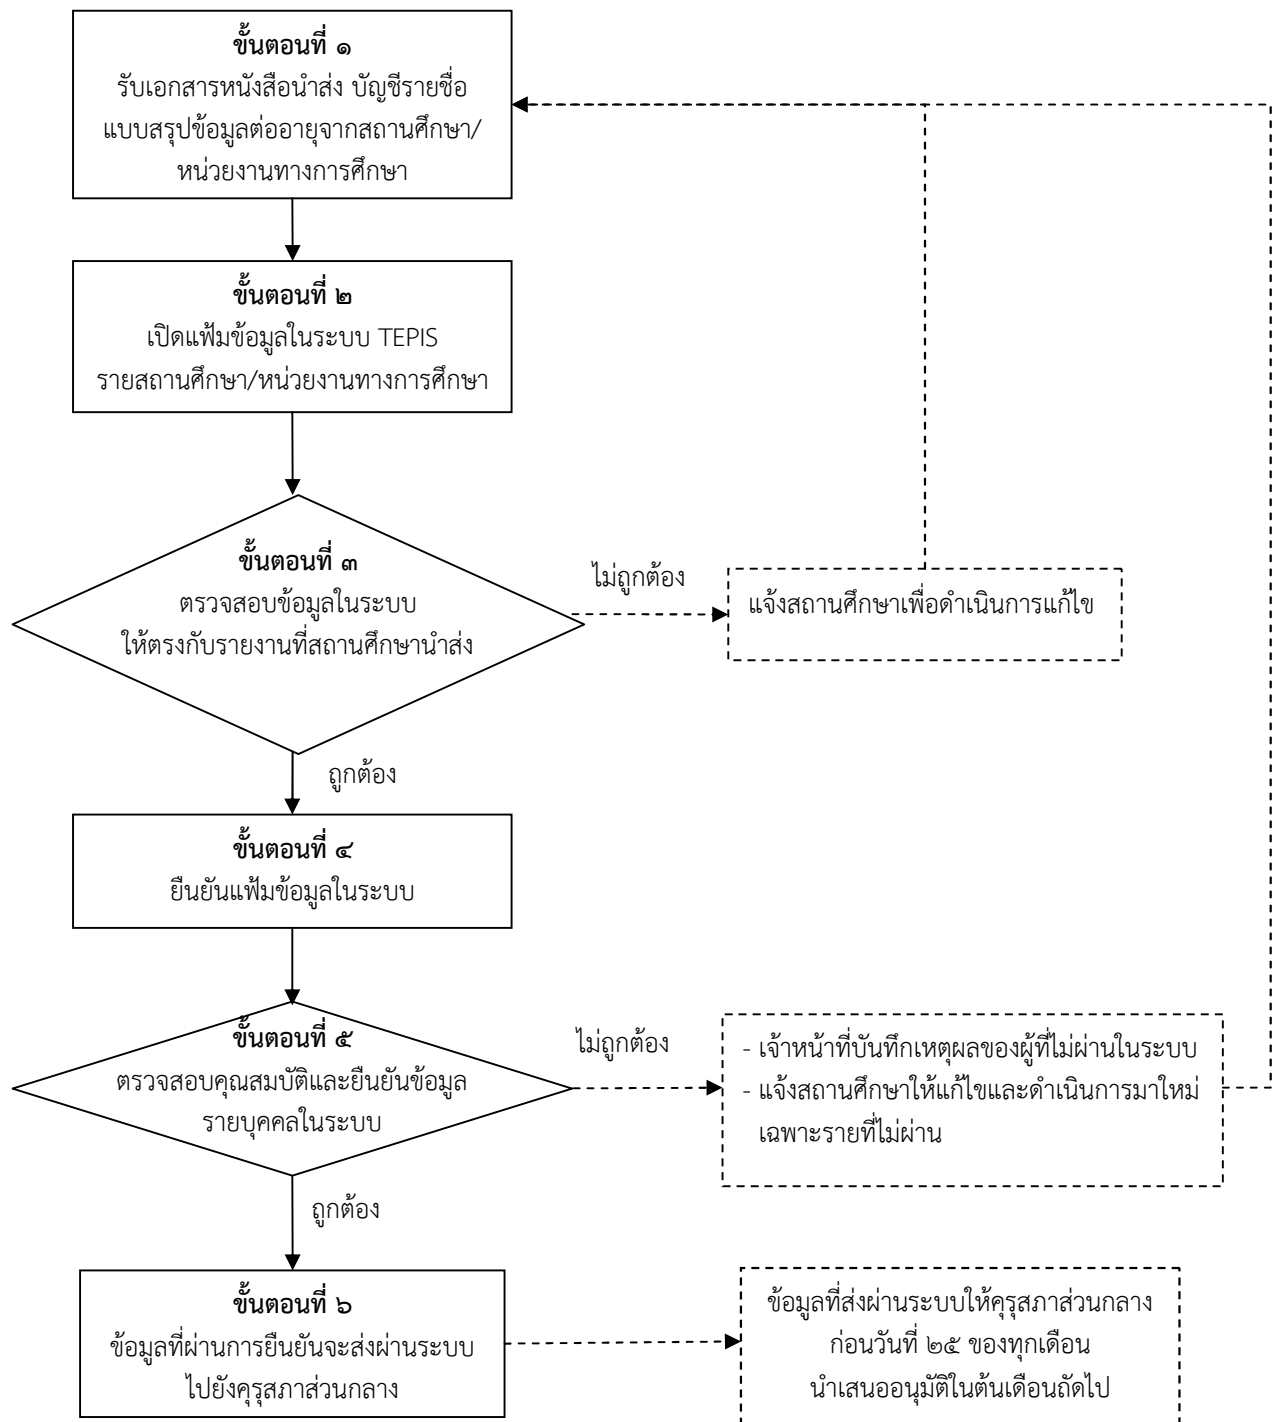 ขั้นตอนที่ ๑
รับเอกสารหนังสือนำส่ง บัญชีรายชื่อ
แบบสรุปข้อมูลต่ออายุจากสถานศึกษา/
หน่วยงานทางการศึกษา
ขั้นตอนที่ ๒
เปิดแฟ้มข้อมูลในระบบ TEPIS
รายสถานศึกษา/หน่วยงานทางการศึกษา
ขั้นตอนที่ ๓
ตรวจสอบข้อมูลในระบบ
ให้ตรงกับรายงานที่สถานศึกษานำส่ง
ไม่ถูกต้อง
แจ้งสถานศึกษาเพื่อดำเนินการแก้ไข
ถูกต้อง
ขั้นตอนที่ ๔
ยืนยันแฟ้มข้อมูลในระบบ
ขั้นตอนที่ ๕
ตรวจสอบคุณสมบัติและยืนยันข้อมูล
รายบุคคลในระบบ
ไม่ถูกต้อง
- เจ้าหน้าที่บันทึกเหตุผลของผู้ที่ไม่ผ่านในระบบ
- แจ้งสถานศึกษาให้แก้ไขและดำเนินการมาใหม่
เฉพาะรายที่ไม่ผ่าน
ถูกต้อง
ขั้นตอนที่ ๖
ข้อมูลที่ผ่านการยืนยันจะส่งผ่านระบบ
ไปยังคุรุสภาส่วนกลาง
ข้อมูลที่ส่งผ่านระบบให้คุรุสภาส่วนกลาง
ก่อนวันที่ ๒๕ ของทุกเดือน
นำเสนออนุมัติในต้นเดือนถัดไป